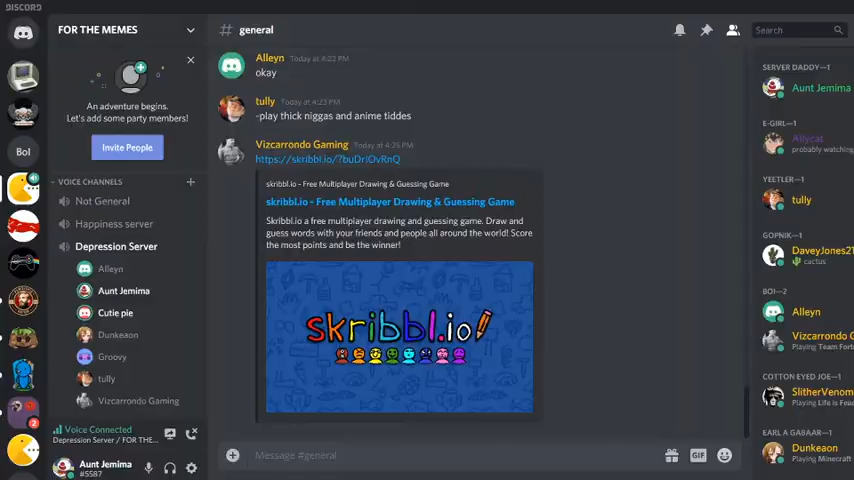 DISCORD
FOR THE MEMES
# general
Search
An adventure begins.
Let's add some party members!
Invite People
VOICE CHANNELS
Not General
Happiness server
Depression Server
Alleyn
Aunt Jemima
Cutie pie
Dunkeaon
Groovy
tully
Vizcarrondo Gaming
Voice Connected
Depression Server / FOR THE...
Aunt Jemima
#5587
BoI
2
Alleyn Today at 4:22 PM
okay
tully Today at 4:23 PM
-play thick niggas and anime tiddes
Vizcarrondo Gaming Today at 4:25 PM
https://skribbl.io/?buDrIOvRnQ
skribbl.io - Free Multiplayer Drawing & Guessing Game
skribbl.io - Free Multiplayer Drawing & Guessing Game
Skribbl.io a free multiplayer drawing and guessing game. Draw and
guess words with your friends and people all around the world! Score
the most points and be the winner!
skribbl.io
Message #general
GIF
SERVER DADDY—1
Aunt Jemima
E-GIRL—1
Allycat
probably watching
YEETLER—1
tully
GOPNIK—1
DaveyJones21
cactus
BOI—2
Alleyn
Vizcarrondo G
Playing Team Fort
COTTON EYED JOE—1
SlitherVenom
Playing Life is Feu
EARL A GABAAR—1
Dunkeaon
Playing Minecraft